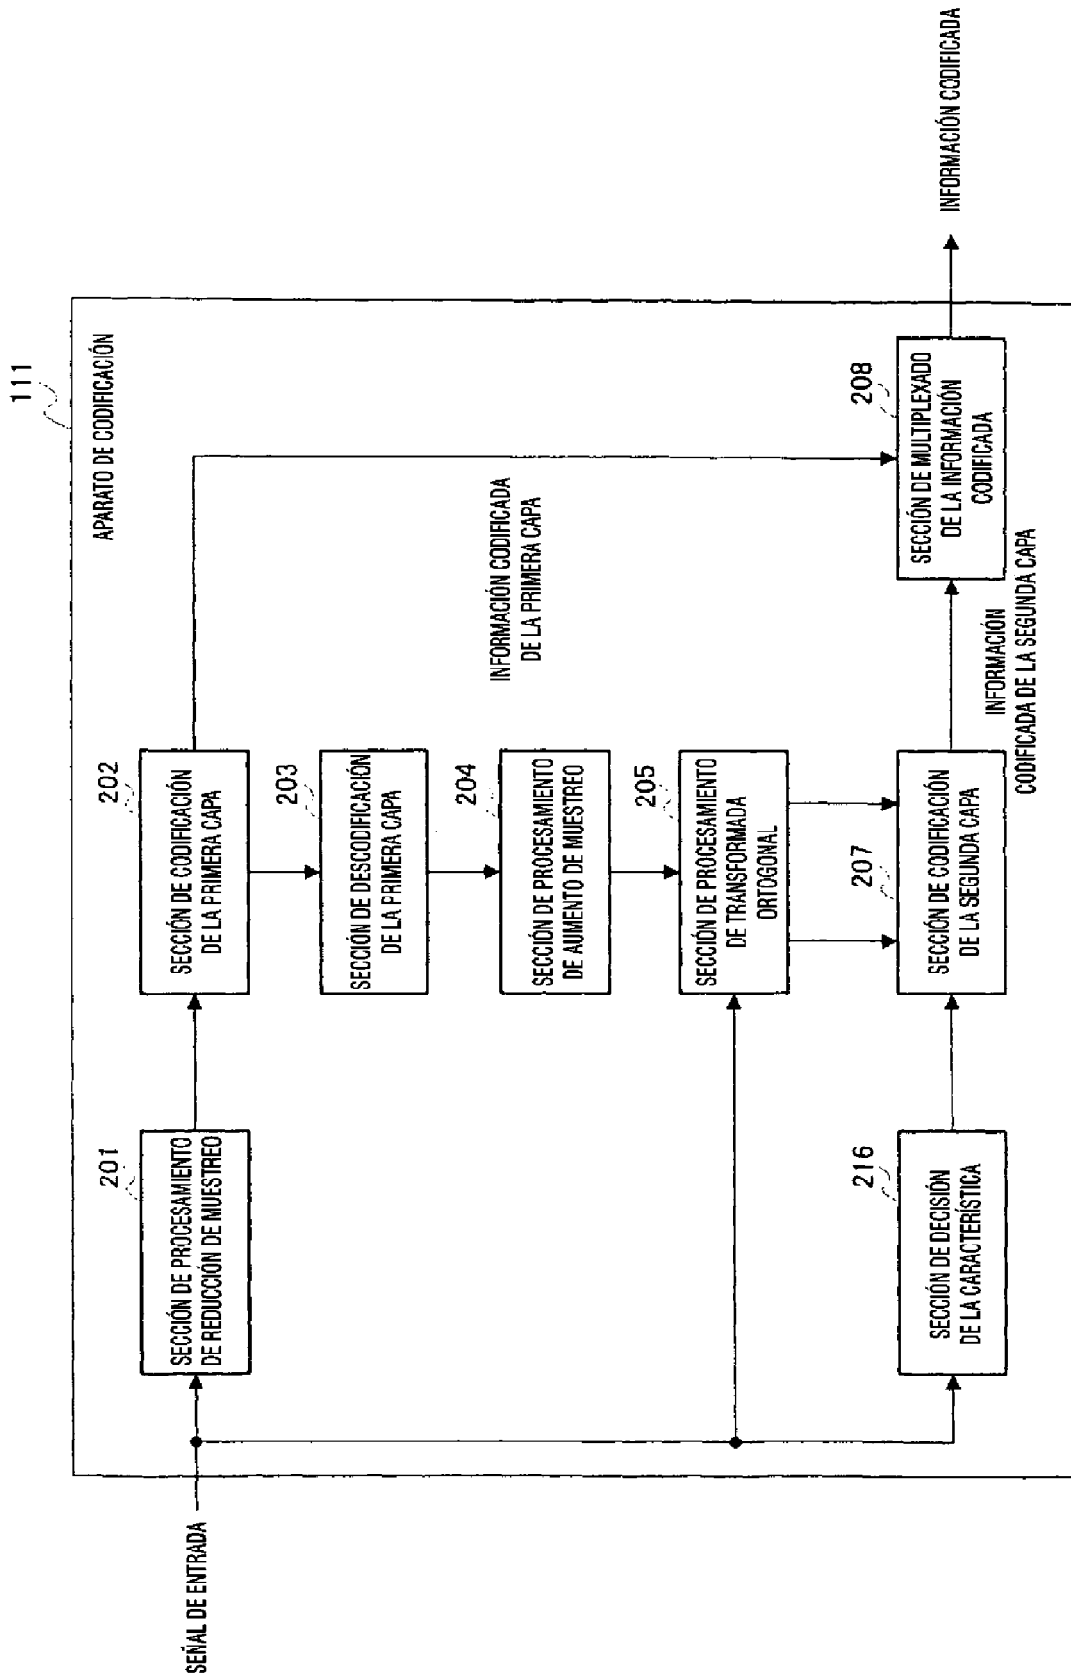 111
APARATO DE CODIFICACIÓN
SEÑAL DE ENTRADA
201
SECCIÓN DE PROCESAMIENTO
DE REDUCCIÓN DE MUESTREO
202
SECCIÓN DE CODIFICACIÓN
DE LA PRIMERA CAPA
203
SECCIÓN DE DESCODIFICACIÓN
DE LA PRIMERA CAPA
204
SECCIÓN DE PROCESAMIENTO
DE AUMENTO DE MUESTREO
INFORMACIÓN CODIFICADA
DE LA PRIMERA CAPA
205
SECCIÓN DE PROCESAMIENTO
DE TRANSFORMADA
ORTOGONAL
216
SECCIÓN DE DECISIÓN
DE LA CARACTERÍSTICA
207
SECCIÓN DE CODIFICACIÓN
DE LA SEGUNDA CAPA
INFORMACIÓN
CODIFICADA DE LA SEGUNDA CAPA
208
SECCIÓN DE MULTIPLEXADO
DE LA INFORMACIÓN
CODIFICADA
INFORMACIÓN CODIFICADA